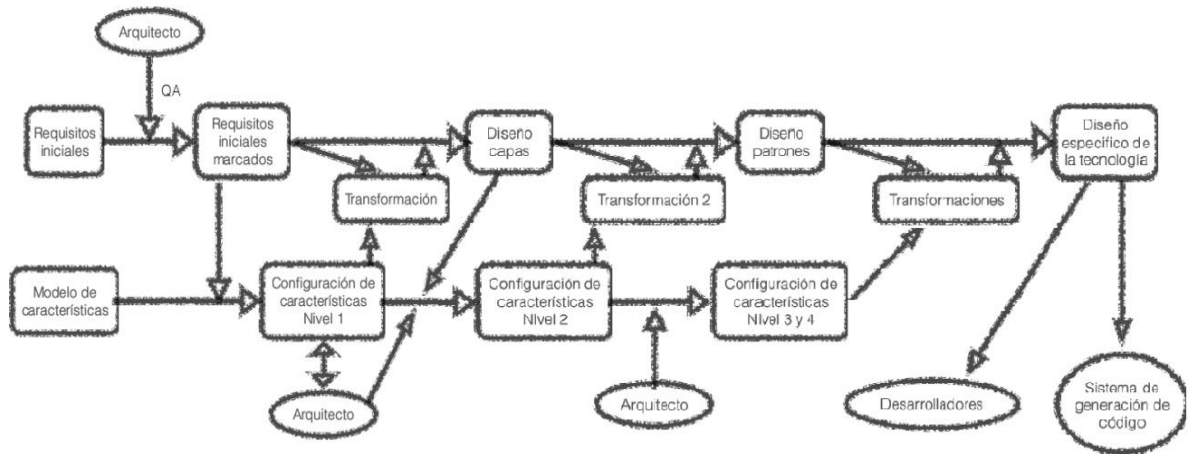 Arquitecto
QA
Requisitos
iniciales
Requisitos
iniciales
marcados
Diseño
capas
Diseño
patrones
Diseño
específico de
la tecnología
Transformación
Transformación 2
Transformaciones
Modelo de
características
Configuración de
características
Nivel 1
Configuración de
características
Nivel 2
Configuración de
características
Nivel 3 y 4
Arquitecto
Arquitecto
Desarrolladores
Sistema de
generación de
código